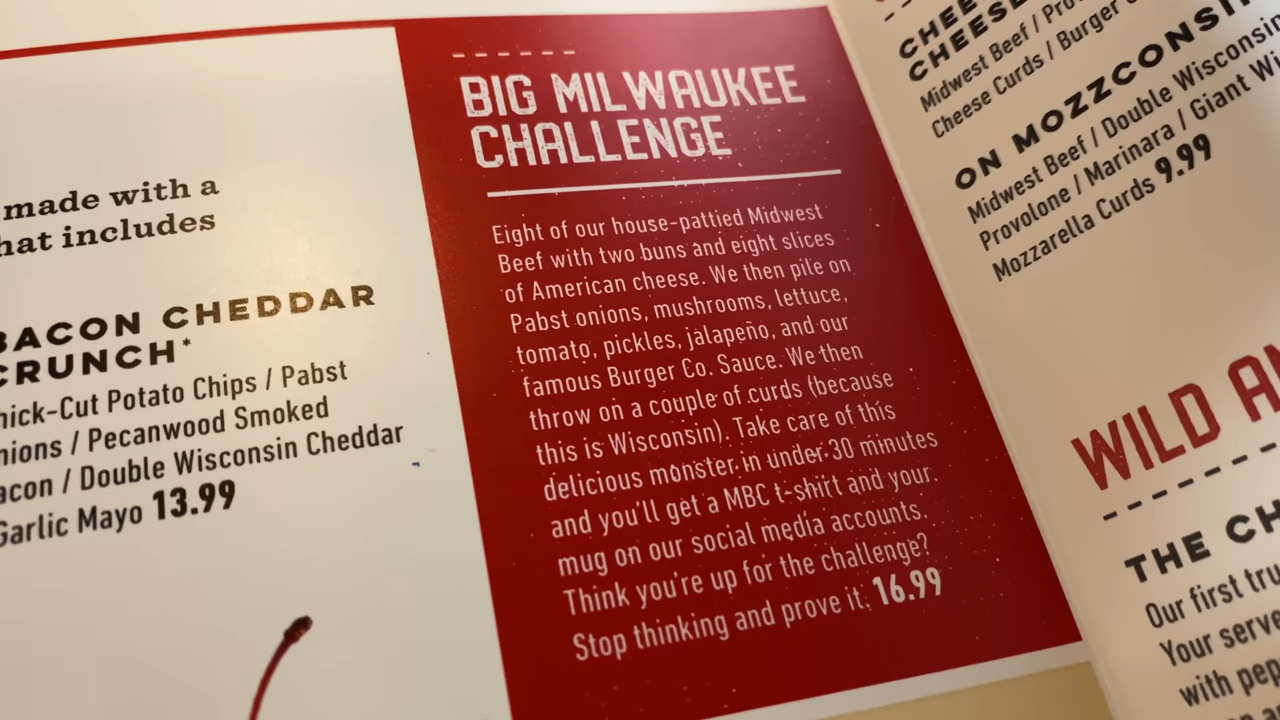 made with a
hat includes
BACON CHEDDAR
CRUNCH*
hick-Cut Potato Chips / Pabst
nions / Pecanwood Smoked
acon / Double Wisconsin Cheddar
Garlic Mayo 13.99
BIG MILWAUKEE
CHALLENGE
Eight of our house-pattied Midwest
Beef with two buns and eight slices
of American cheese. We then pile on
Pabst onions, mushrooms, lettuce,
tomato, pickles, jalapeño, and our
famous Burger Co. Sauce. We then
throw on a couple of curds (because
this is Wisconsin). Take care of this
delicious monster in under 30 minutes
and you'll get a MBC t-shirt and your
mug on our social media accounts.
Think you're up for the challenge?
Stop thinking and prove it. 16.99
CHEE
CHEESE
Midwest Beef / Pro
Cheese Curds / Burger
ON MOZZCONSI
Midwest Beef / Double Wisconsin
Provolone / Marinara / Giant Wi
Mozzarella Curds 9.99
WILD A
THE CH
Our first tru
Your serve
with pep